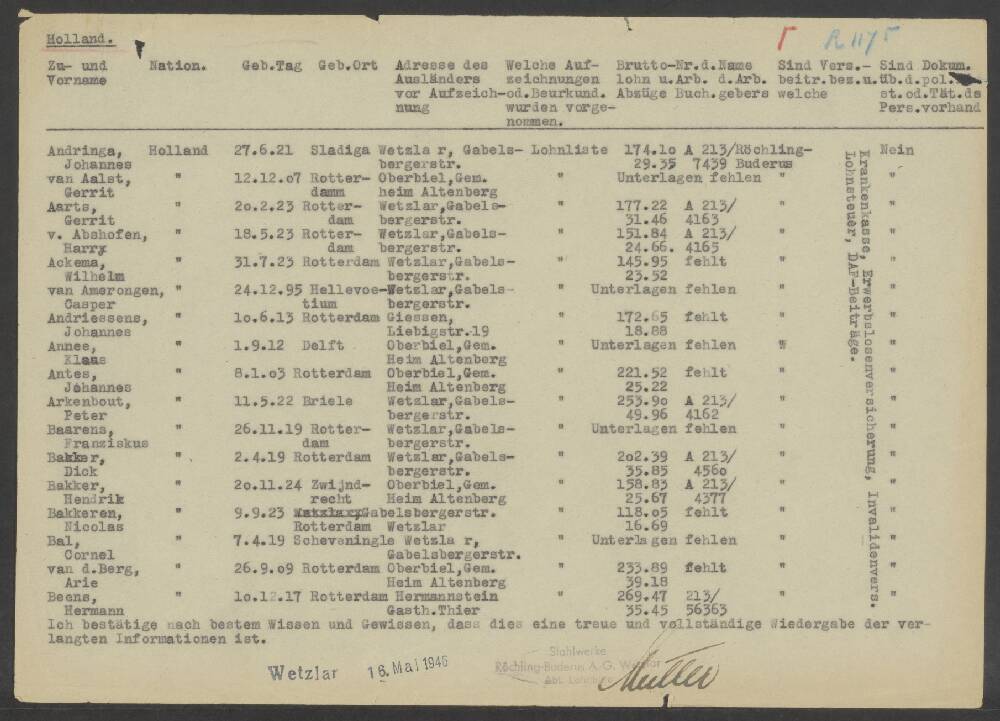 Holland.
R 1175
Zu- und Nation. Geb.Tag Geb.Ort Adresse des Welche Auf- Brutto-Nr.d.Name Sind Vers.- Sind Dokum.
Vorname Ausländers zeichnungen lohn u.Arb. d.Arb. beitr.bez.u.üb.d.pol.
vor Aufzeich-od.Beurkund. Abzüge Buch.gebers welche st.od.Tät.ds
nung wurden vorge- Pers.vorhand
nommen.
Andringa, Holland 27.6.21 Sladiga Wetzla r, Gabels- Lohnliste 174.1o A 213/Röchling- Nein
Johannes bergerstr. 29.35 7439 Buderus
van Aalst, " 12.12.o7 Rotter- Oberbiel,Gem. " Unterlagen fehlen " "
Gerrit damm heim Altenberg
Aarts, " 2o.2.23 Rotter- Wetzlar,Gabels- " 177.22 A 213/ " "
Gerrit dam bergerstr. 31.46 4163
v. Abshofen, " 18.5.23 Rotter- Wetzlar,Gabels- " 151.84 A 213/ " "
Harry dam bergerstr. 24.66. 4165
Ackema, " 31.7.23 Rotterdam Wetzlar,Gabels- " 145.95 fehlt " "
Wilhelm bergerstr. 23.52
van Amerongen, " 24.12.95 Hellevoe-Wetzlar,Gabels- " Unterlagen fehlen " "
Casper tium bergerstr.
Andriessens, " 1o.6.13 Rotterdam Giessen, " 172.65 fehlt " "
Johannes Liebigstr.19 18.88
Annee, " 1.9.12 Delft Oberbiel,Gem. " Unterlagen fehlen " "
Klaas Heim Altenberg
Antes, " 8.1.o3 Rotterdam Oberbiel,Gem. " 221.52 fehlt " "
Johannes Heim Altenberg 25.22
Arkenbout, " 11.5.22 Briele Wetzlar,Gabels- " 253.9o A 213/ " "
Peter bergerstr. 49.96 4162
Baarens, " 26.11.19 Rotter- Wetzlar,Gabels- " Unterlagen fehlen " "
Franziskus dam bergerstr.
Bakker, " 2.4.19 Rotterdam Wetzlar,Gabels- " 2o2.39 A 213/ " "
Dick bergerstr. 35.85 456o
Bakker, " 2o.11.24 Zwijnd- Oberbiel,Gem. " 158.83 A 213/ " "
Hendrik recht Heim Altenberg 25.67 4377
Bakkeren, " 9.9.23 Gabelsbergerstr. " 118.o5 fehlt " "
Nicolas Rotterdam Wetzlar 16.69
Bal, " 7.4.19 Scheveningle Wetzla r, " Unterlagen fehlen " "
Cornel Gabelsbergerstr.
van d.Berg, " 26.9.o9 Rotterdam Oberbiel,Gem. " 233.89 fehlt " "
Arie Heim Altenberg 39.18
Beens, " 1o.12.17 Rotterdam Hermannstein " 269.47 213/ " "
Hermann Gasth.Thier 35.45 56363
Krankenkasse, Erwerbslosenversicherung, Invalidenvers.
Lohnsteuer, DAF-Beiträge.
Ich bestätige nach bestem Wissen und Gewissen, dass dies eine treue und vollständige Wiedergabe der ver-
langten Informationen ist.
Wetzlar 16. Mai 1946
Stahlwerke
Röchling-Buderus A.G. Wetzlar
Abt.
Müller